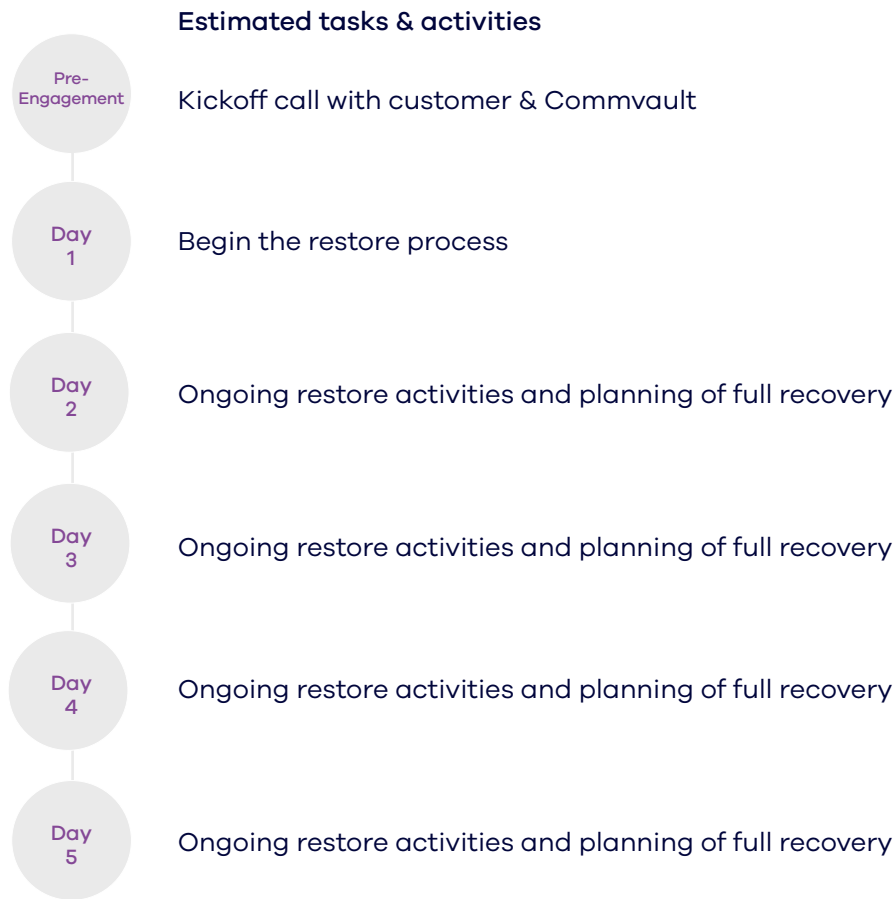 Estimated tasks & activities
Pre-
Engagement
Kickoff call with customer & Commvault
Day
1
Begin the restore process
Day
2
Ongoing restore activities and planning of full recovery
Day
3
Ongoing restore activities and planning of full recovery
Day
4
Ongoing restore activities and planning of full recovery
Day
5
Ongoing restore activities and planning of full recovery